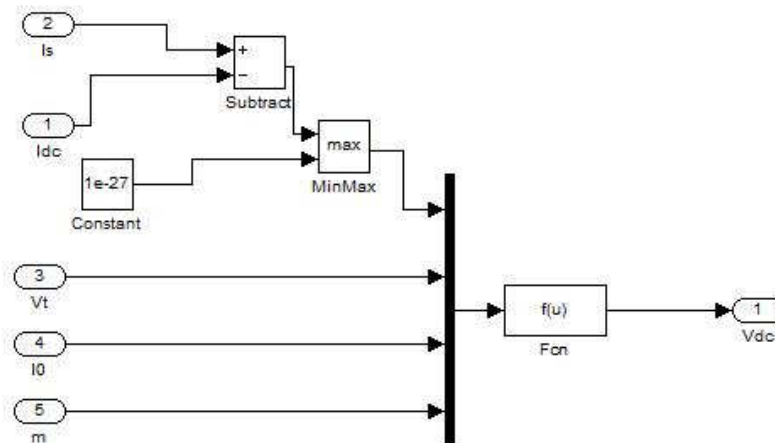 2
Is
+
−
Subtract
1
Idc
max
MinMax
1e-27
Constant
3
Vt
f(u)
Fcn
1
Vdc
4
I0
5
m